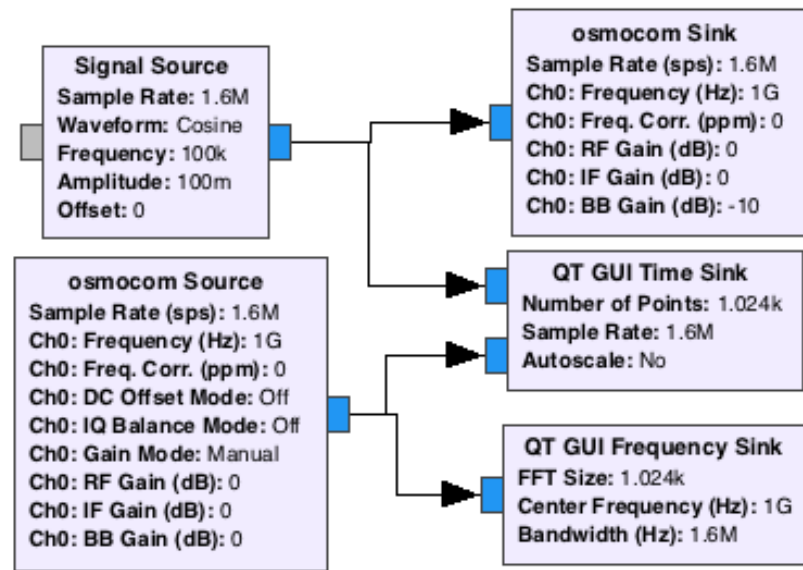 Signal Source
Sample Rate: 1.6M
Waveform: Cosine
Frequency: 100k
Amplitude: 100m
Offset: 0
osmocom Sink
Sample Rate (sps): 1.6M
Ch0: Frequency (Hz): 1G
Ch0: Freq. Corr. (ppm): 0
Ch0: RF Gain (dB): 0
Ch0: IF Gain (dB): 0
Ch0: BB Gain (dB): -10
osmocom Source
Sample Rate (sps): 1.6M
Ch0: Frequency (Hz): 1G
Ch0: Freq. Corr. (ppm): 0
Ch0: DC Offset Mode: Off
Ch0: IQ Balance Mode: Off
Ch0: Gain Mode: Manual
Ch0: RF Gain (dB): 0
Ch0: IF Gain (dB): 0
Ch0: BB Gain (dB): 0
QT GUI Time Sink
Number of Points: 1.024k
Sample Rate: 1.6M
Autoscale: No
QT GUI Frequency Sink
FFT Size: 1.024k
Center Frequency (Hz): 1G
Bandwidth (Hz): 1.6M